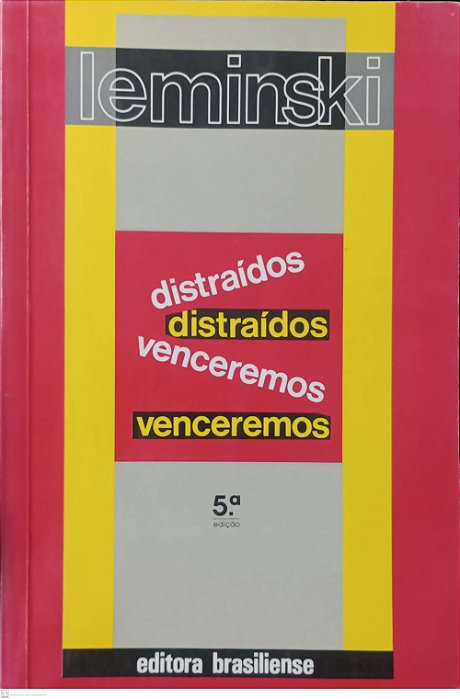 leminski
distraídos
distraídos
venceremos
venceremos
5.ª
edição
editora brasiliense